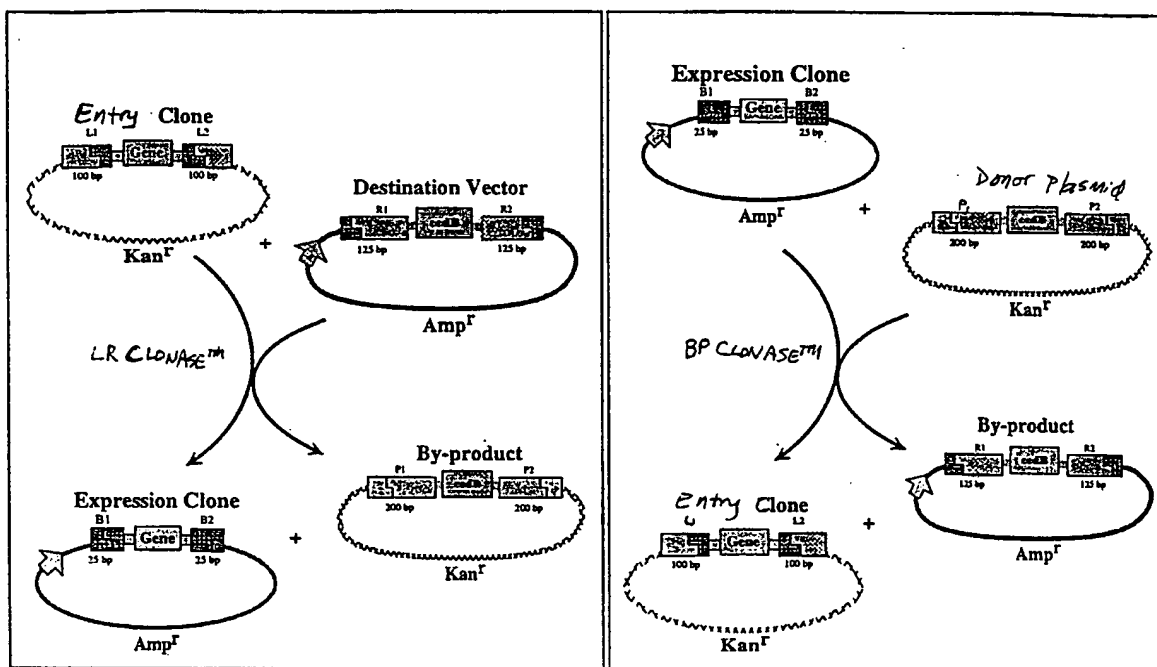 Entry Clone
L1 L2
Gene
100 bp 100 bp
Kanr
+
Destination Vector
R1 R2
ccdB
125 bp 125 bp
Ampr
LR CLONASE™
Expression Clone
B1 B2
Gene
25 bp 25 bp
Ampr
+
By-product
P1 P2
ccdB
200 bp 200 bp
Kanr
Expression Clone
B1 B2
Gene
25 bp 25 bp
Ampr
+
Donor Plasmid
P1 P2
ccdB
200 bp 200 bp
Kanr
BP CLONASE™
Entry Clone
L2
Gene
100 bp 100 bp
Kanr
+
By-product
R1 R2
ccdB
125 bp 125 bp
Ampr